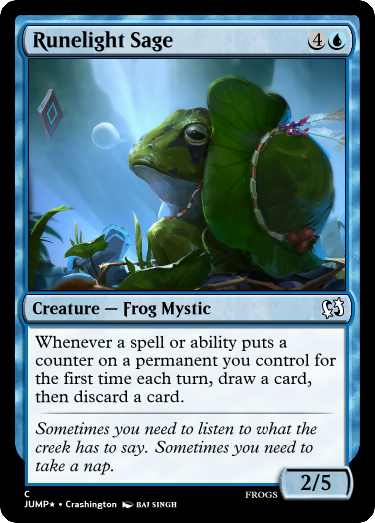 Runelight Sage 4
Creature — Frog Mystic
Whenever a spell or ability puts a
counter on a permanent you control for
the first time each turn, draw a card,
then discard a card.
Sometimes you need to listen to what the
creek has to say. Sometimes you need to
take a nap.
2/5
C
FROGS
JUMP★ • Crashington BAJ SINGH